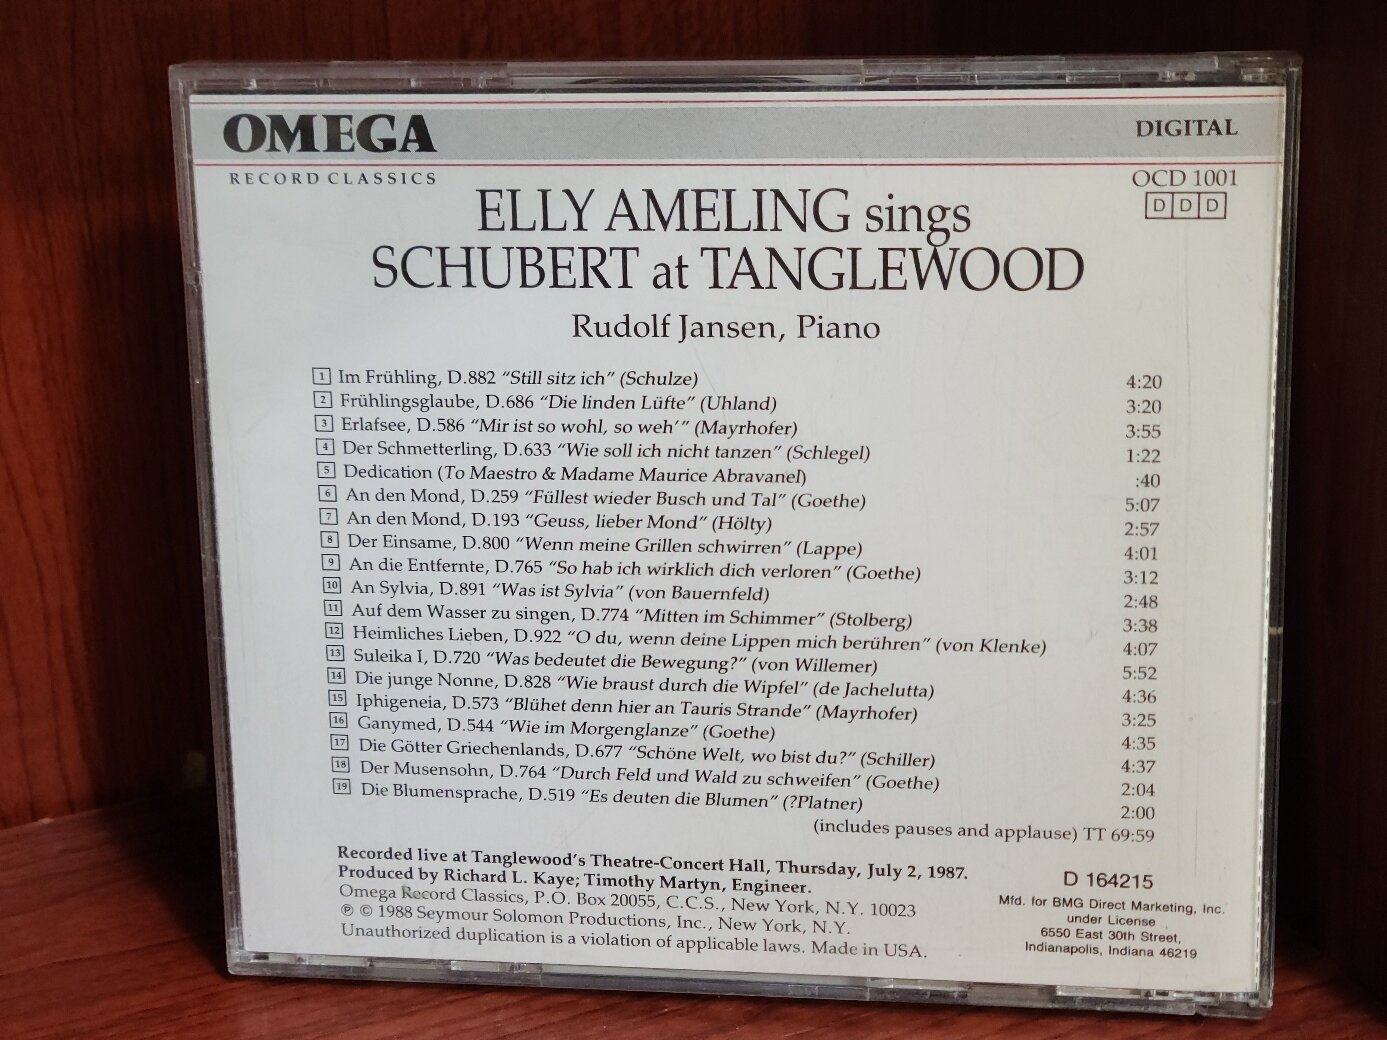 OMEGA
DIGITAL
RECORD CLASSICS
OCD 1001
D D D
ELLY AMELING sings
SCHUBERT at TANGLEWOOD
Rudolf Jansen, Piano
1 Im Frühling, D.882 “Still sitz ich” (Schulze) 4:20
2 Frühlingsglaube, D.686 “Die linden Lüfte” (Uhland) 3:20
3 Erlafsee, D.586 “Mir ist so wohl, so weh'” (Mayrhofer) 3:55
4 Der Schmetterling, D.633 “Wie soll ich nicht tanzen” (Schlegel) 1:22
5 Dedication (To Maestro & Madame Maurice Abravanel) :40
6 An den Mond, D.259 “Füllest wieder Busch und Tal” (Goethe) 5:07
7 An den Mond, D.193 “Geuss, lieber Mond” (Hölty) 2:57
8 Der Einsame, D.800 “Wenn meine Grillen schwirren” (Lappe) 4:01
9 An die Entfernte, D.765 “So hab ich wirklich dich verloren” (Goethe) 3:12
10 An Sylvia, D.891 “Was ist Sylvia” (von Bauernfeld) 2:48
11 Auf dem Wasser zu singen, D.774 “Mitten im Schimmer” (Stolberg) 3:38
12 Heimliches Lieben, D.922 “O du, wenn deine Lippen mich berühren” (von Klenke) 4:07
13 Suleika I, D.720 “Was bedeutet die Bewegung?” (von Willemer) 5:52
14 Die junge Nonne, D.828 “Wie braust durch die Wipfel” (de Jachelutta) 4:36
15 Iphigeneia, D.573 “Blühet denn hier an Tauris Strande” (Mayrhofer) 3:25
16 Ganymed, D.544 “Wie im Morgenglanze” (Goethe) 4:35
17 Die Götter Griechenlands, D.677 “Schöne Welt, wo bist du?” (Schiller) 4:37
18 Der Musensohn, D.764 “Durch Feld und Wald zu schweifen” (Goethe) 2:04
19 Die Blumensprache, D.519 “Es deuten die Blumen” (?Platner) 2:00
(includes pauses and applause) TT 69:59
Recorded live at Tanglewood's Theatre-Concert Hall, Thursday, July 2, 1987.
Produced by Richard L. Kaye; Timothy Martyn, Engineer.
Omega Record Classics, P.O. Box 20055, C.C.S., New York, N.Y. 10023
℗ © 1988 Seymour Solomon Productions, Inc., New York, N.Y.
Unauthorized duplication is a violation of applicable laws. Made in USA.
D 164215
Mfd. for BMG Direct Marketing, Inc.
under License
6550 East 30th Street,
Indianapolis, Indiana 46219